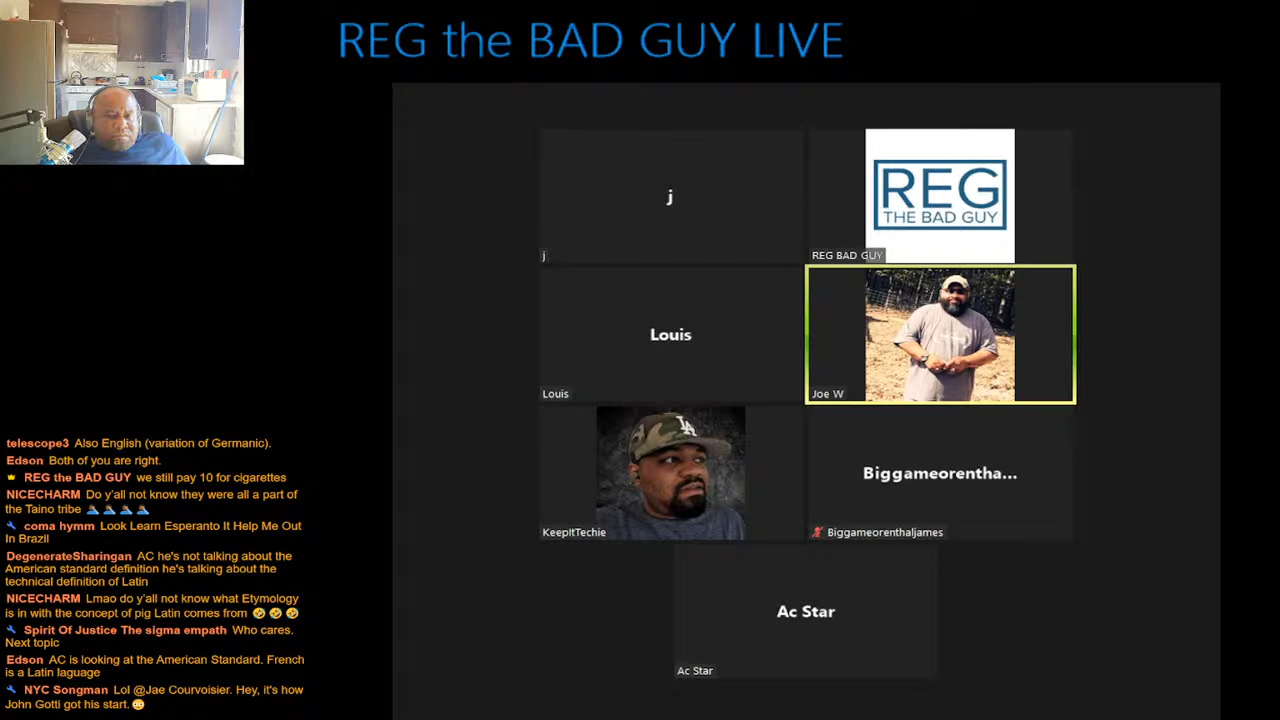 REG the BAD GUY LIVE
j
j
REG
THE BAD GUY
REG BAD GUY
Louis
Louis
Joe W
LA
KeepItTechie
Biggameorentha...
Biggameorenthaljames
Ac Star
Ac Star
telescope3 Also English (variation of Germanic).
Edson Both of you are right.
REG the BAD GUY we still pay 10 for cigarettes
NICECHARM Do y'all not know they were all a part of
the Taino tribe
coma hymm Look Learn Esperanto It Help Me Out
In Brazil
DegenerateSharingan AC he's not talking about the
American standard definition he's talking about the
technical definition of Latin
NICECHARM Lmao do y'all not know what Etymology
is in with the concept of pig Latin comes from 🤣 🤣 🤣
Spirit Of Justice The sigma empath Who cares.
Next topic
Edson AC is looking at the American Standard. French
is a Latin laguage
NYC Songman Lol @Jae Courvoisier. Hey, it's how
John Gotti got his start.😳